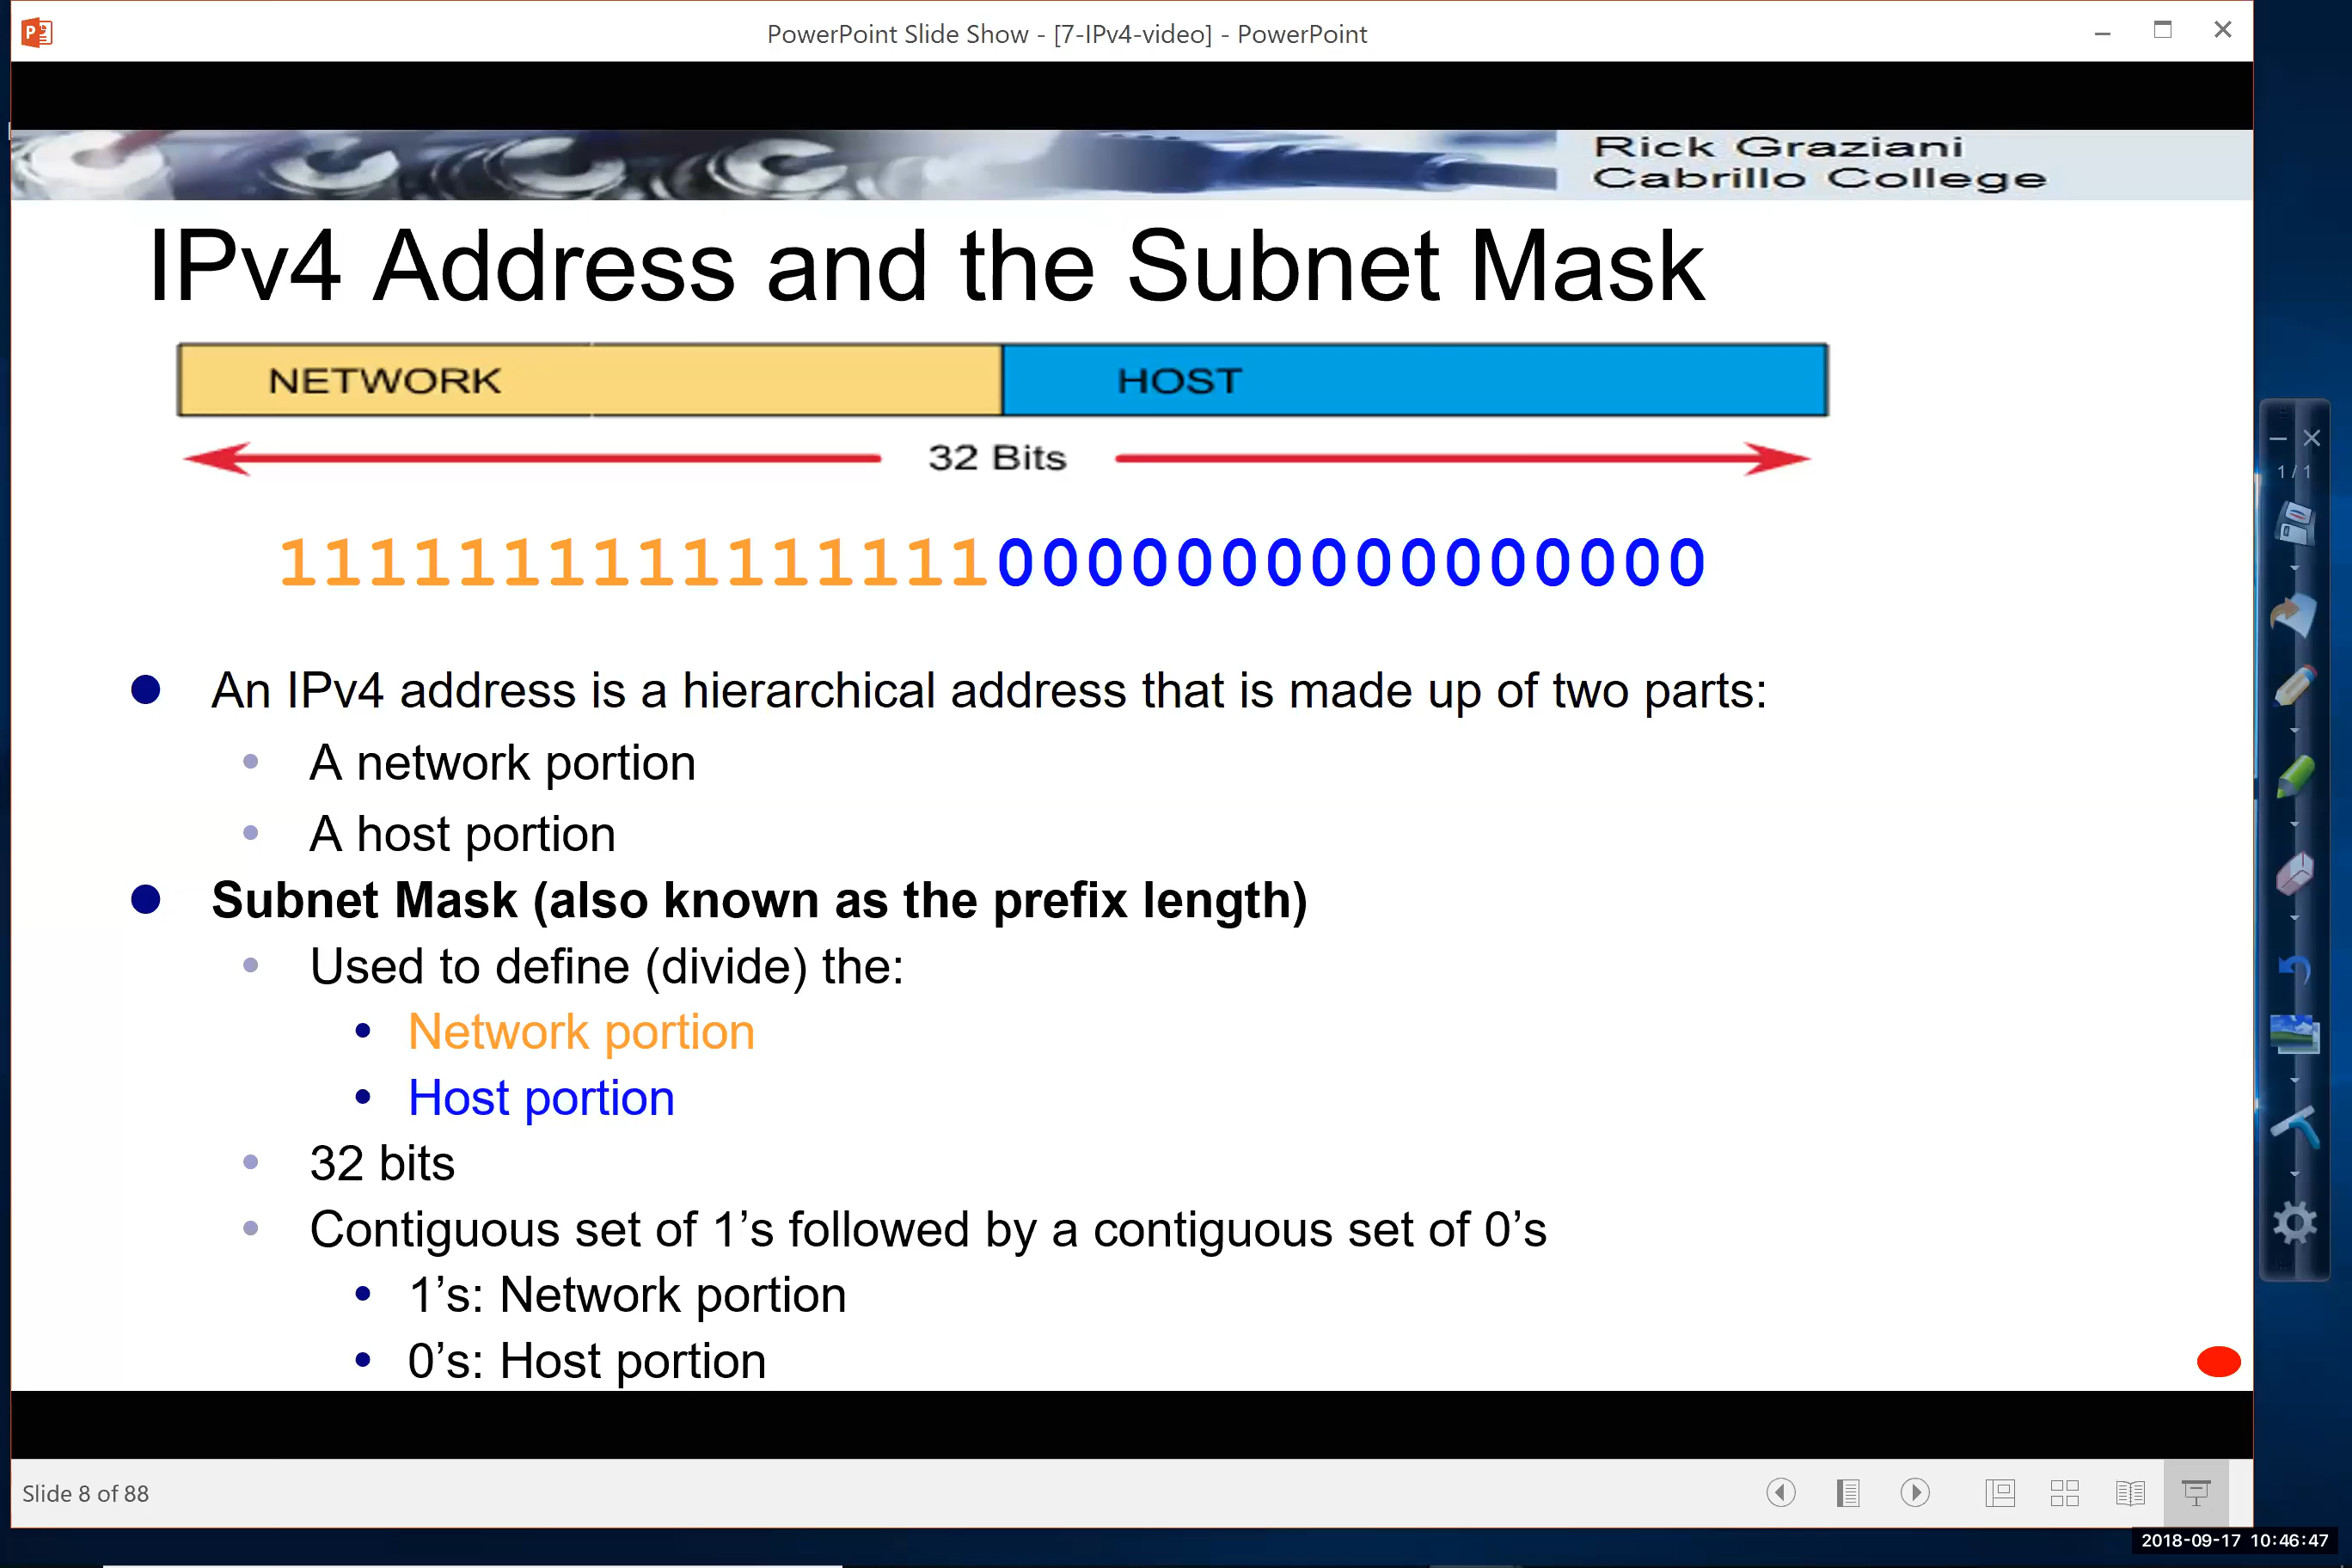 PowerPoint Slide Show - [7-IPv4-video] - PowerPoint
Rick Graziani
Cabrillo College
IPv4 Address and the Subnet Mask
NETWORK HOST
32 Bits
11111111111111110000000000000000
An IPv4 address is a hierarchical address that is made up of two parts:
A network portion
A host portion
Subnet Mask (also known as the prefix length)
Used to define (divide) the:
Network portion
Host portion
32 bits
Contiguous set of 1’s followed by a contiguous set of 0’s
1’s: Network portion
0’s: Host portion
1 / 1
Slide 8 of 88
2018-09-17 10:46:47